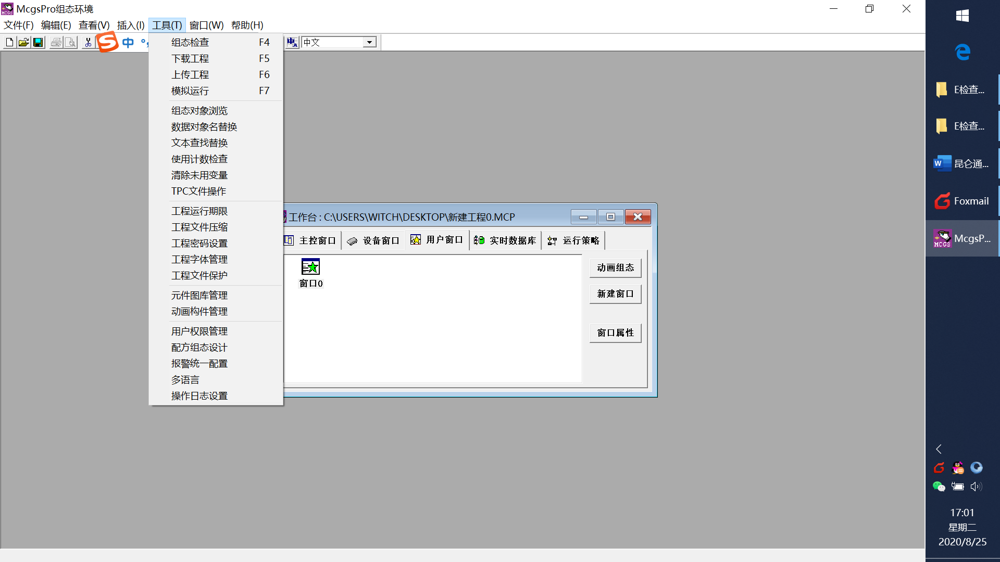 McgsPro组态环境
文件(F) 编辑(E) 查看(V) 插入(I) 工具(T) 窗口(W) 帮助(H)
中 °,
中文
组态检查 F4
下载工程 F5
上传工程 F6
模拟运行 F7
组态对象浏览
数据对象名替换
文本查找替换
使用计数检查
清除未用变量
TPC文件操作
工程运行期限
工程文件压缩
工程密码设置
工程字体管理
工程文件保护
元件图库管理
动画构件管理
用户权限管理
配方组态设计
报警统一配置
多语言
操作日志设置
工作台 : C:\USERS\WITCH\DESKTOP\新建工程0.MCP
主控窗口 设备窗口 用户窗口 实时数据库 运行策略
窗口0
动画组态
新建窗口
窗口属性
E检查...
E检查...
昆仑通...
Foxmail
McgsP...
17:01
星期二
2020/8/25